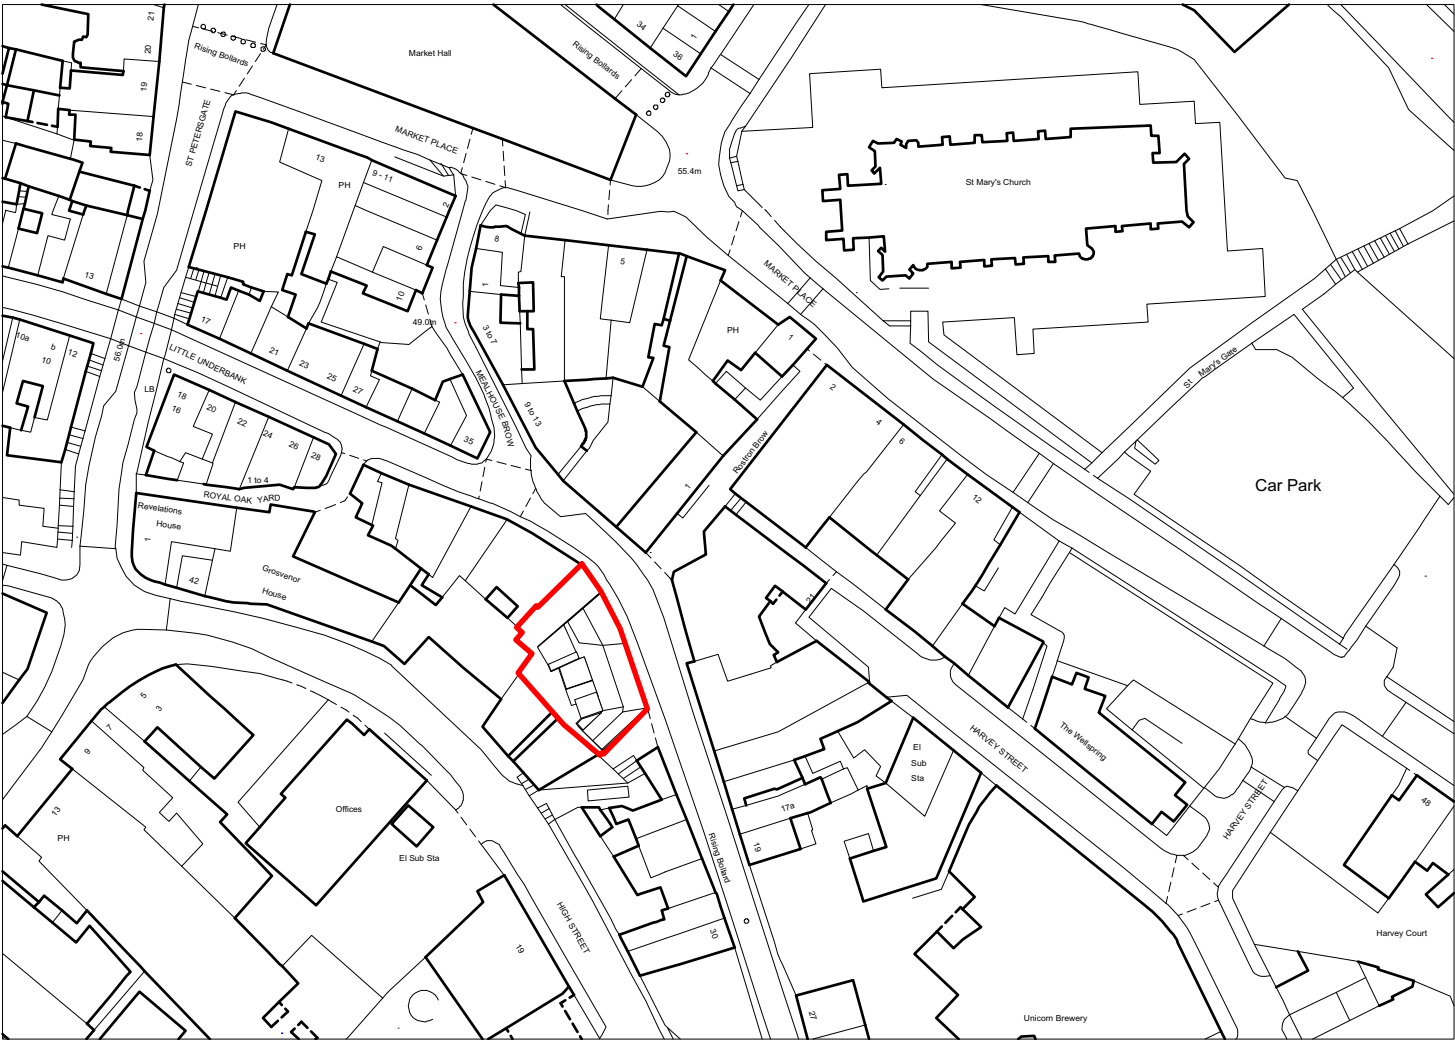 21
20
19
18
Rising Bollards
Market Hall
Rising Bollards
34
1
36
ST PETERSGATE
MARKET PLACE
55.4m
St Mary's Church
13
PH
9 - 11
2
6
10
PH
13
8
1
5
3 to 7
49.0m
MARKET PLACE
PH
1
10a
b
10
12
56.0m
17
21
23
25
27
35
LITTLE UNDERBANK
LB
MEALHOUSE BROW
9 to 13
St Mary's Gate
18
16
20
22
24
26
28
1 to 4
ROYAL OAK YARD
Revelations
House
1
42
Grosvenor
House
Rostron Brow
1
2
4
6
12
Car Park
21
5
3
7
9
13
PH
Offices
El Sub Sta
HIGH STREET
19
30
Rising Bollard
17a
19
El
Sub
Sta
HARVEY STREET
The Wellspring
HARVEY STREET
48
Harvey Court
27
Unicorn Brewery